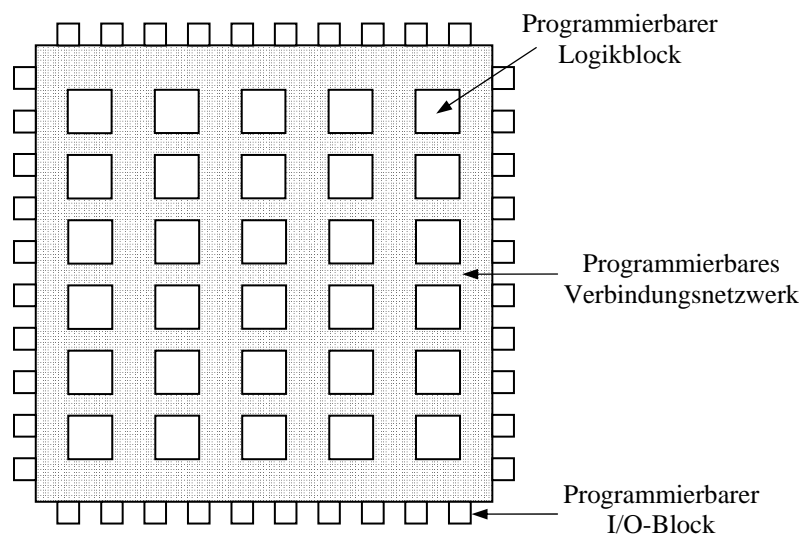 Programmierbarer
Logikblock
Programmierbares
Verbindungsnetzwerk
Programmierbarer
I/O-Block